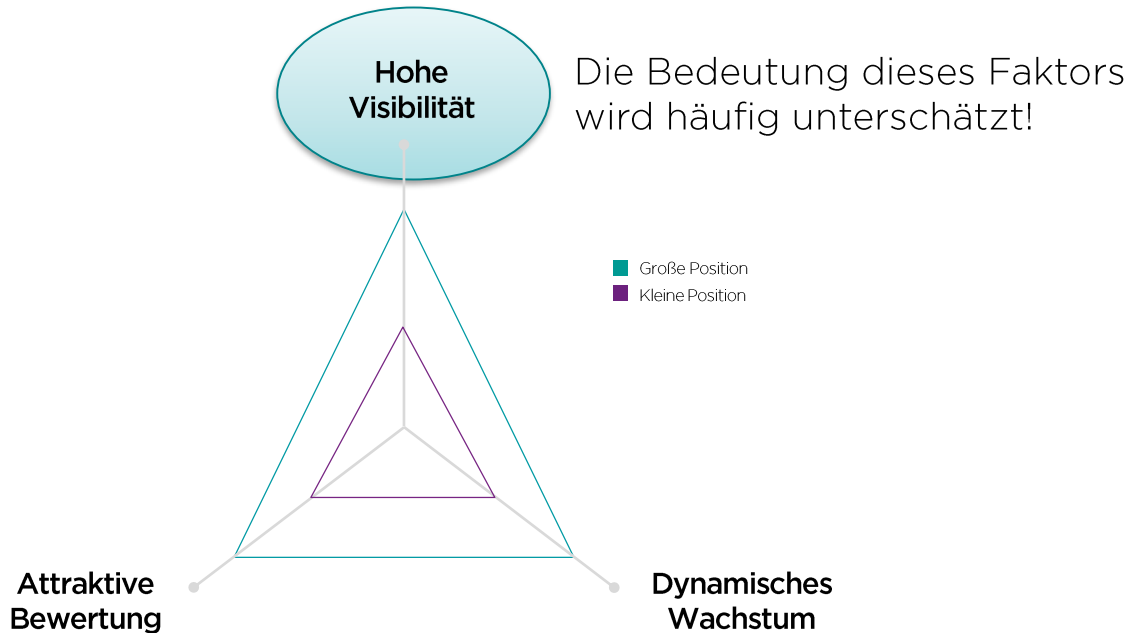 Hohe
Visibilität
Die Bedeutung dieses Faktors
wird häufig unterschätzt!
Große Position
Kleine Position
Attraktive
Bewertung
Dynamisches
Wachstum